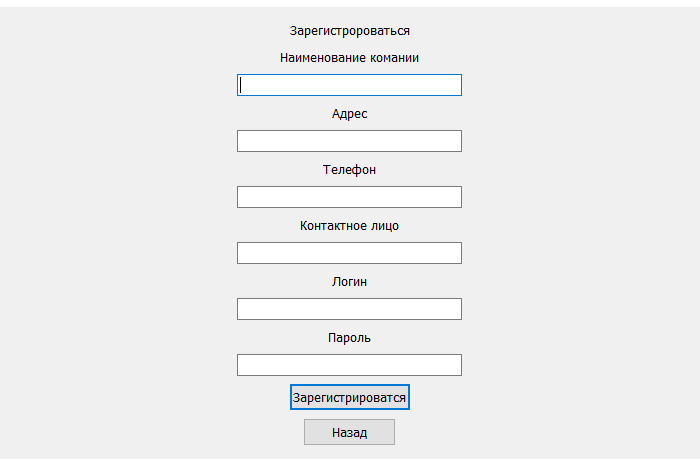 Зарегистророваться
Наименование комании
Адрес
Телефон
Контактное лицо
Логин
Пароль
Зарегистрироватся
Назад